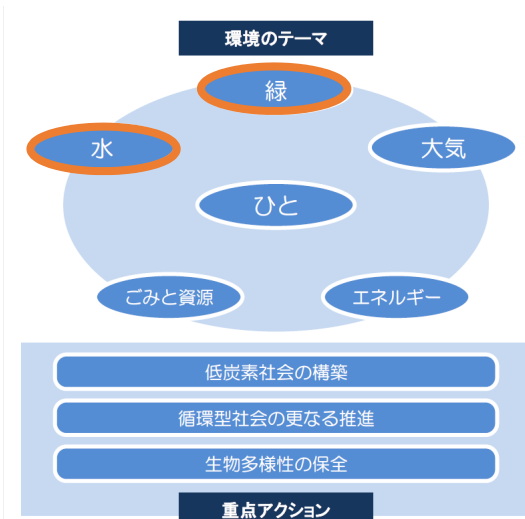 環境のテーマ
緑
水
大気
ひと
ごみと資源
エネルギー
低炭素社会の構築
循環型社会の更なる推進
生物多様性の保全
重点アクション